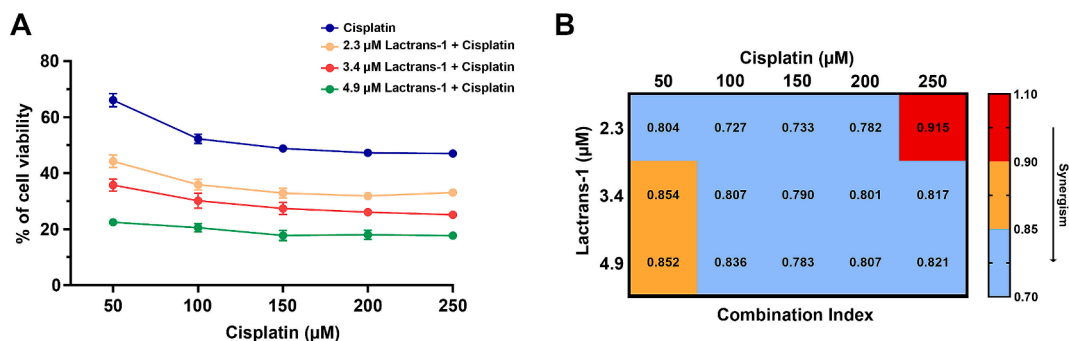 A
Cisplatin
2.3 µM Lactrans-1 + Cisplatin
3.4 µM Lactrans-1 + Cisplatin
4.9 µM Lactrans-1 + Cisplatin
% of cell viability
80
60
40
20
0
50 100 150 200 250
Cisplatin (µM)
B
Cisplatin (µM)
50 100 150 200 250
Lactrans-1 (µM)
2.3 0.804 0.727 0.733 0.782 0.915
3.4 0.854 0.807 0.790 0.801 0.817
4.9 0.852 0.836 0.783 0.807 0.821
Combination Index
1.10
0.90
0.85
0.70
Synergism